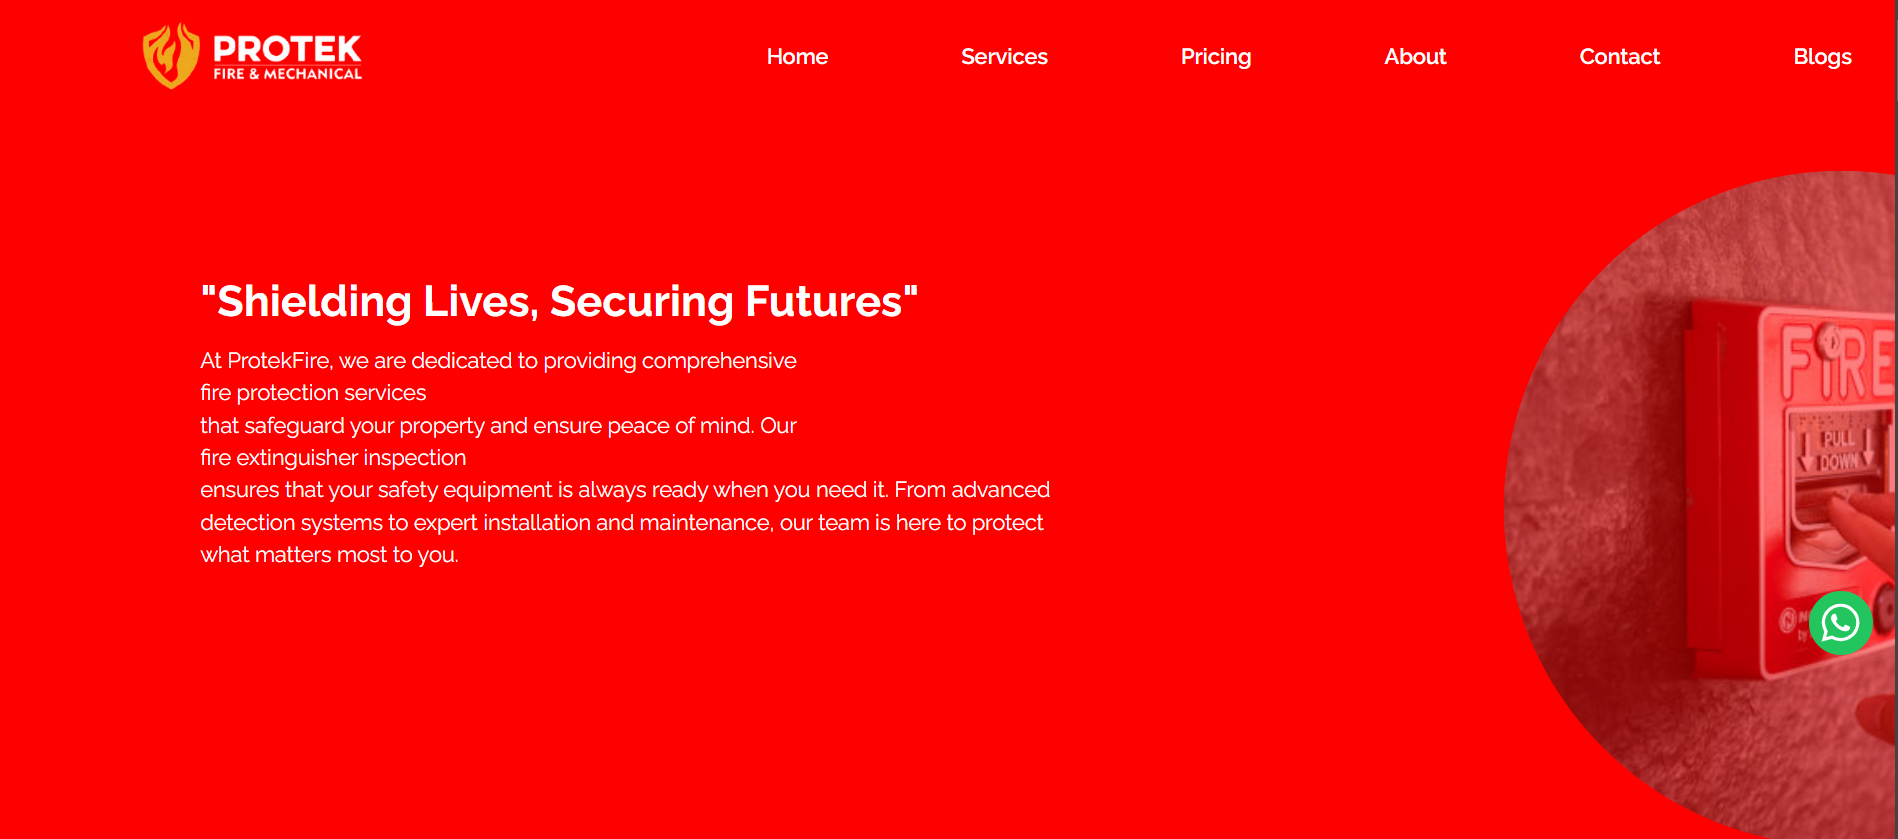 PROTEK
FIRE & MECHANICAL
Home Services Pricing About Contact Blogs
"Shielding Lives, Securing Futures"
At ProtekFire, we are dedicated to providing comprehensive
fire protection services
that safeguard your property and ensure peace of mind. Our
fire extinguisher inspection
ensures that your safety equipment is always ready when you need it. From advanced
detection systems to expert installation and maintenance, our team is here to protect
what matters most to you.
FIRE
PULL
DOWN